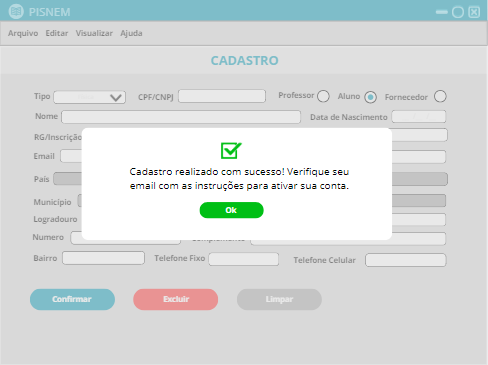 PISNEM
Arquivo Editar Visualizar Ajuda
CADASTRO
Tipo CPF/CNPJ Professor Aluno Fornecedor
Nome Data de Nascimento
RG/Inscrição
Email
País
Município
Logradouro
Numero Complemento
Bairro Telefone Fixo Telefone Celular
Cadastro realizado com sucesso! Verifique seu
email com as instruções para ativar sua conta.
Ok
Confirmar Excluir Limpar